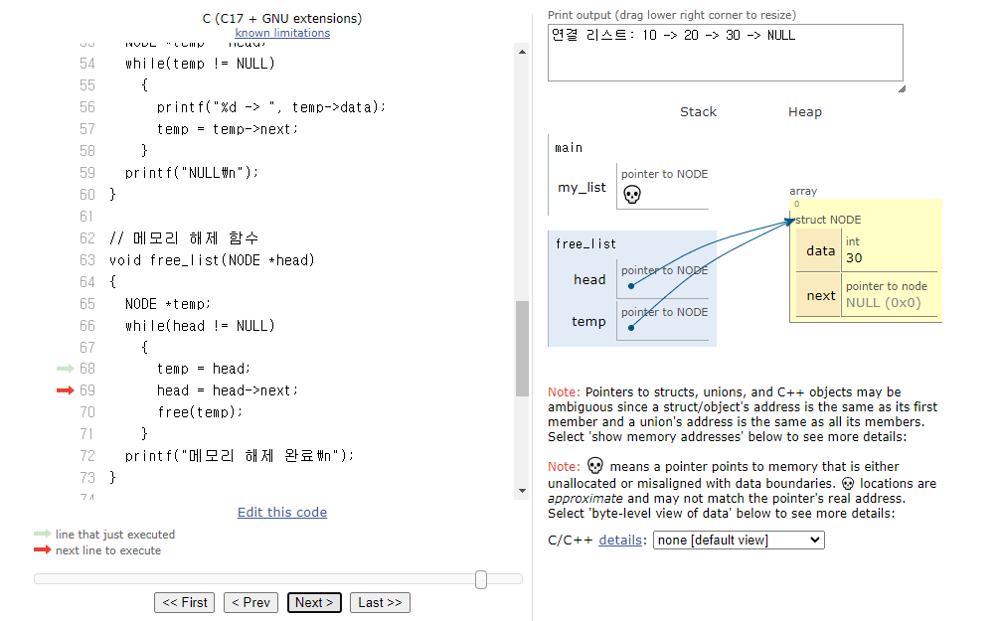 C (C17 + GNU extensions)
known limitations
53 NODE *temp = head;
54 while(temp != NULL)
55 {
56 printf("%d -> ", temp->data);
57 temp = temp->next;
58 }
59 printf("NULL₩n");
60 }
61
62 // 메모리 해제 함수
63 void free_list(NODE *head)
64 {
65 NODE *temp;
66 while(head != NULL)
67 {
68 temp = head;
69 head = head->next;
70 free(temp);
71 }
72 printf("메모리 해제 완료₩n");
73 }
74
Edit this code
line that just executed
next line to execute
<< First
< Prev
Next >
Last >>
Print output (drag lower right corner to resize)
연결 리스트: 10 -> 20 -> 30 -> NULL
Stack
Heap
main
my_list
pointer to NODE
free_list
head
pointer to NODE
temp
pointer to NODE
array
0
struct NODE
data
int
30
next
pointer to node
NULL (0x0)
Note: Pointers to structs, unions, and C++ objects may be
ambiguous since a struct/object's address is the same as its first
member and a union's address is the same as all its members.
Select 'show memory addresses' below to see more details:
Note: means a pointer points to memory that is either
unallocated or misaligned with data boundaries. locations are
approximate and may not match the pointer's real address.
Select 'byte-level view of data' below to see more details:
C/C++ details: none [default view]